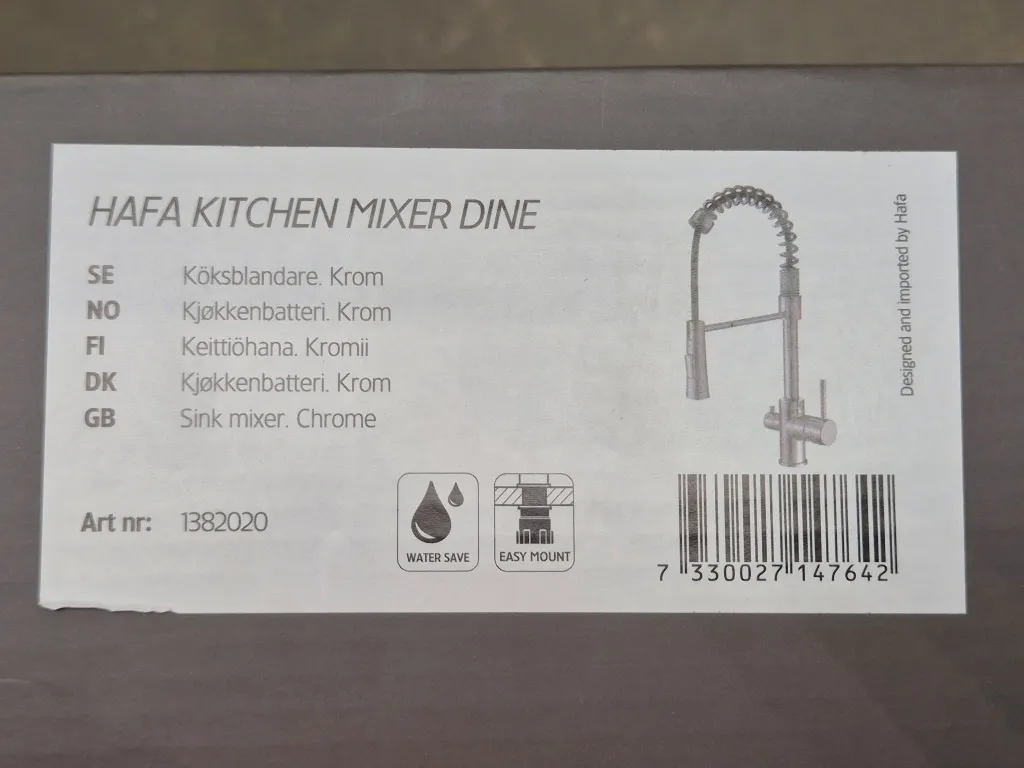 HAFA KITCHEN MIXER DINE
SE Köksblandare. Krom
NO Kjøkkenbatteri. Krom
FI Keittiöhana. Kromii
DK Kjøkkenbatteri. Krom
GB Sink mixer. Chrome
Art nr: 1382020
WATER SAVE
EASY MOUNT
Designed and imported by Hafa
7 330027 147642